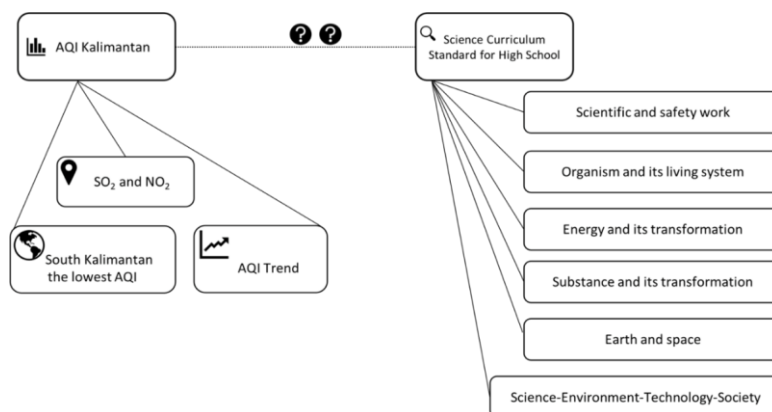 AQI Kalimantan
? ?
Science Curriculum
Standard for High School
SO₂ and NO₂
South Kalimantan
the lowest AQI
AQI Trend
Scientific and safety work
Organism and its living system
Energy and its transformation
Substance and its transformation
Earth and space
Science-Environment-Technology-Society